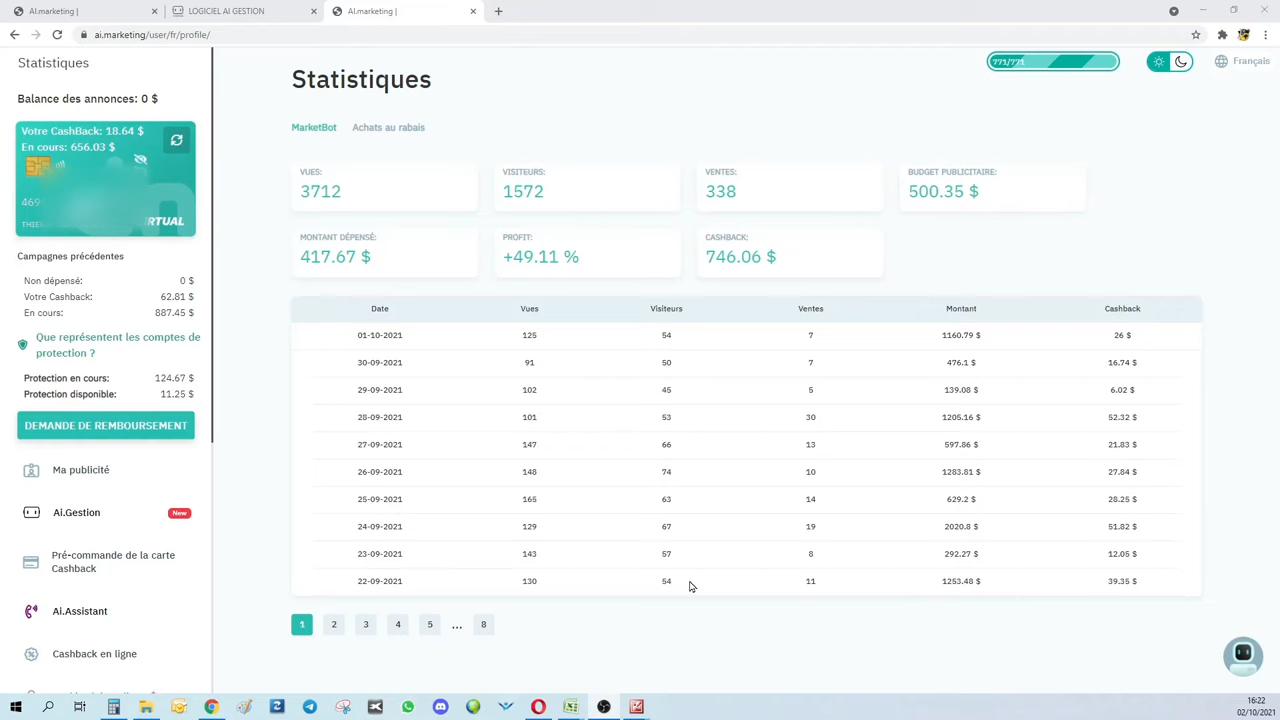 Ai.marketing |
LOGICIEL AI GESTION
Ai.marketing |
ai.marketing/user/fr/profile/
Statistiques
Balance des annonces: 0 $
Votre CashBack: 18.64 $
En cours: 656.03 $
469
THIE
RTUAL
Campagnes précédentes
Non dépensé: 0 $
Votre Cashback: 62.81 $
En cours: 887.45 $
Que représentent les comptes de
protection ?
Protection en cours: 124.67 $
Protection disponible: 11.25 $
DEMANDE DE REMBOURSEMENT
Ma publicité
Ai.Gestion New
Pré-commande de la carte
Cashback
Ai.Assistant
Cashback en ligne
Statistiques
771/771
Français
MarketBot Achats au rabais
VUES:
3712
VISITEURS:
1572
VENTES:
338
BUDGET PUBLICITAIRE:
500.35 $
MONTANT DÉPENSÉ:
417.67 $
PROFIT:
+49.11 %
CASHBACK:
746.06 $
Date Vues Visiteurs Ventes Montant Cashback
01-10-2021 125 54 7 1160.79 $ 26 $
30-09-2021 91 50 7 476.1 $ 16.74 $
29-09-2021 102 45 5 139.08 $ 6.02 $
28-09-2021 101 53 30 1205.16 $ 52.32 $
27-09-2021 147 66 13 597.86 $ 21.83 $
26-09-2021 148 74 10 1283.81 $ 27.84 $
25-09-2021 165 63 14 629.2 $ 28.25 $
24-09-2021 129 67 19 2020.8 $ 51.82 $
23-09-2021 143 57 8 292.27 $ 12.05 $
22-09-2021 130 54 11 1253.48 $ 39.35 $
1 2 3 4 5 ... 8
16:22
02/10/2021